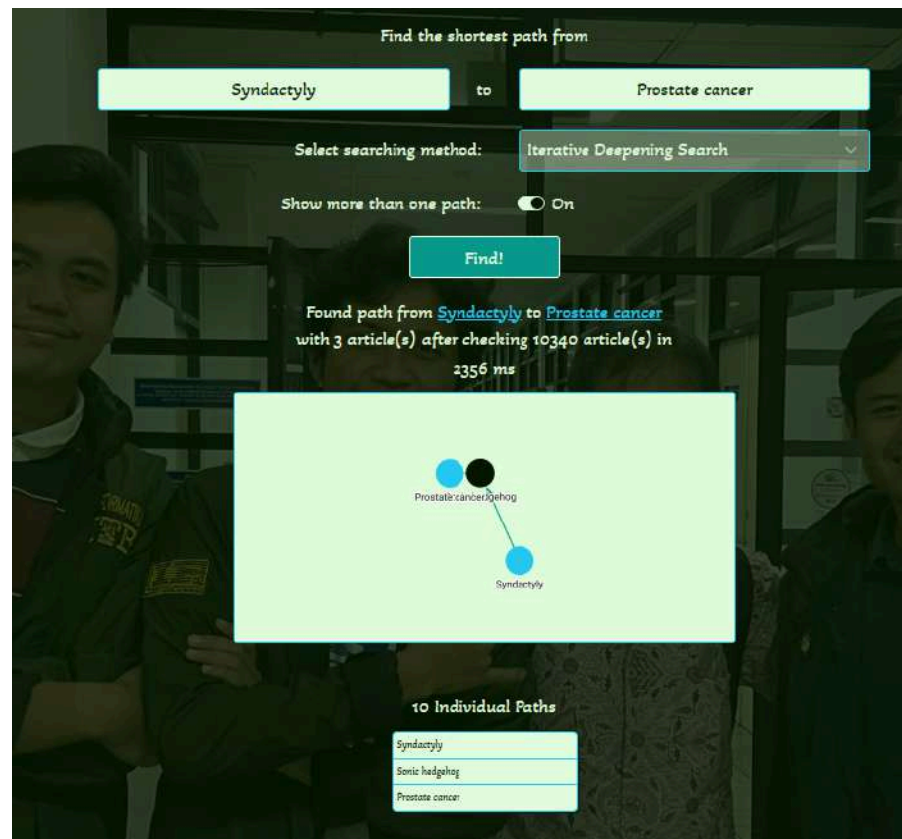 Find the shortest path from
Syndactyly to Prostate cancer
Select searching method: Iterative Deepening Search
Show more than one path: On
Find!
Found path from Syndactyly to Prostate cancer
with 3 article(s) after checking 10340 article(s) in
2356 ms
Prostate cancer
Syndactyly
10 Individual Paths
Syndactyly
Sonic hedgehog
Prostate cancer